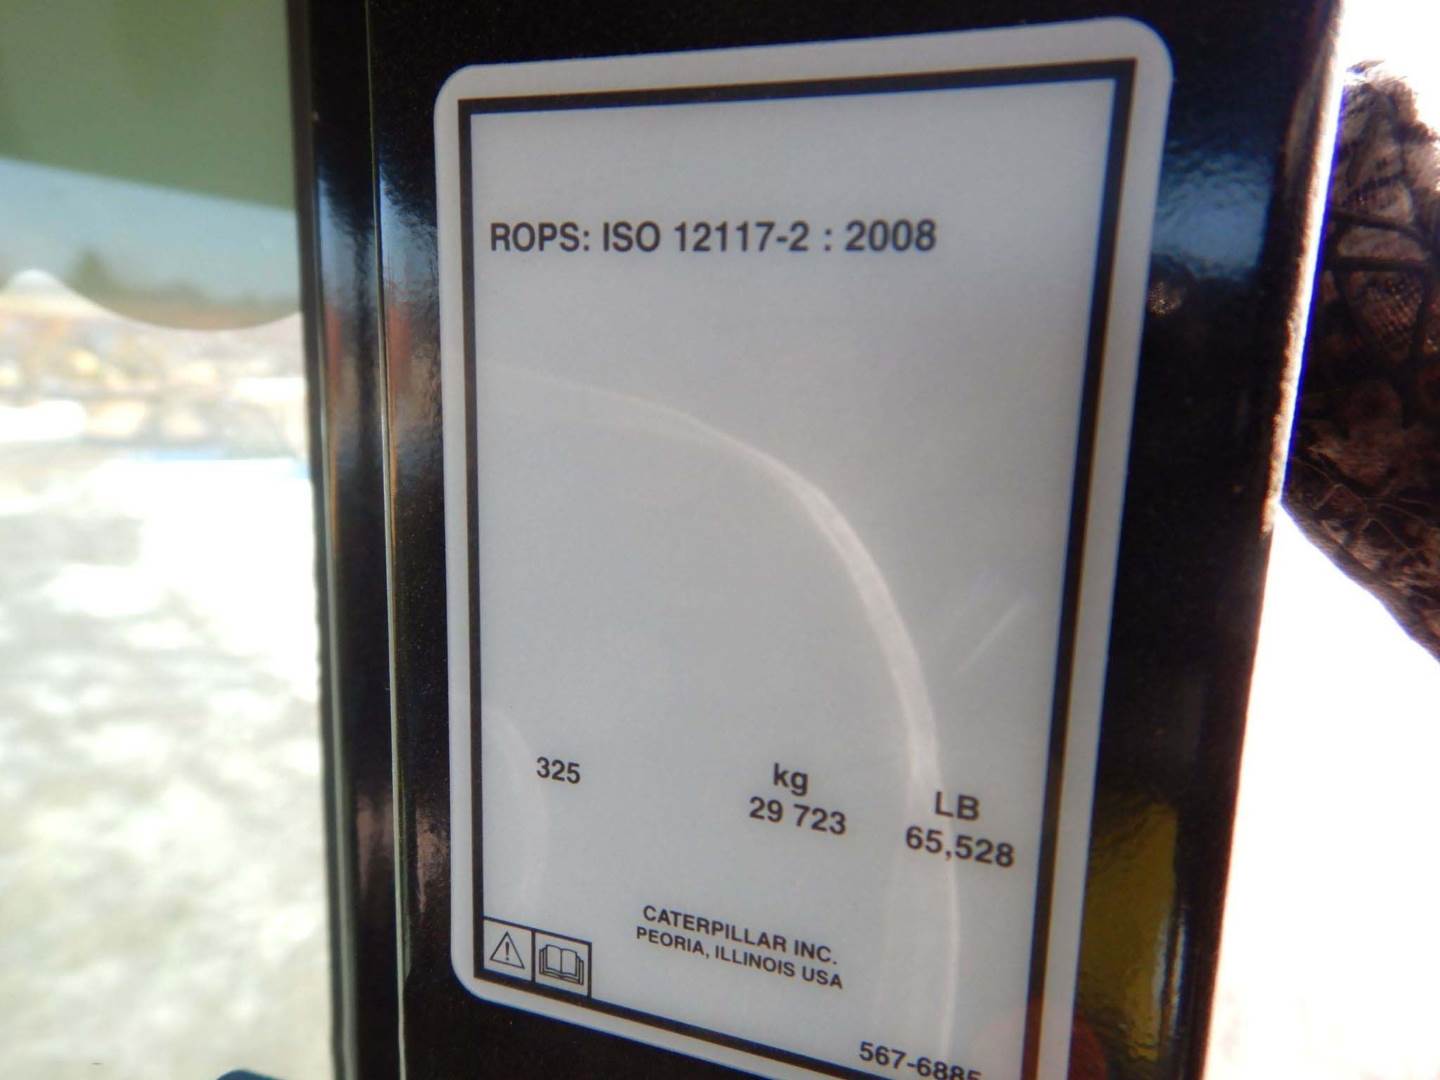 ROPS: ISO 12117-2 : 2008
325 kg LB
29 723 65,528
CATERPILLAR INC.
PEORIA, ILLINOIS USA
567-6885